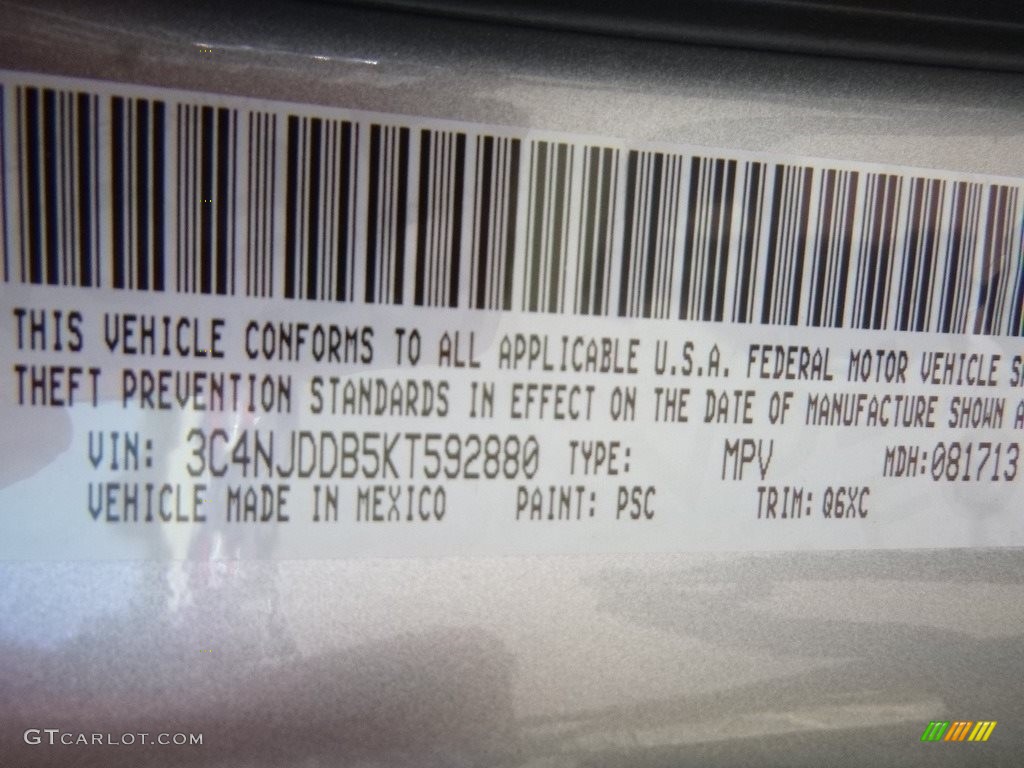 THIS VEHICLE CONFORMS TO ALL APPLICABLE U.S.A. FEDERAL MOTOR VEHICLE
THEFT PREVENTION STANDARDS IN EFFECT ON THE DATE OF MANUFACTURE SHOWN
VIN: 3C4NJDDB5KT592880 TYPE: MPV MDH:081713
VEHICLE MADE IN MEXICO PAINT: PSC TRIM: Q6XC
GTCARLOT.COM